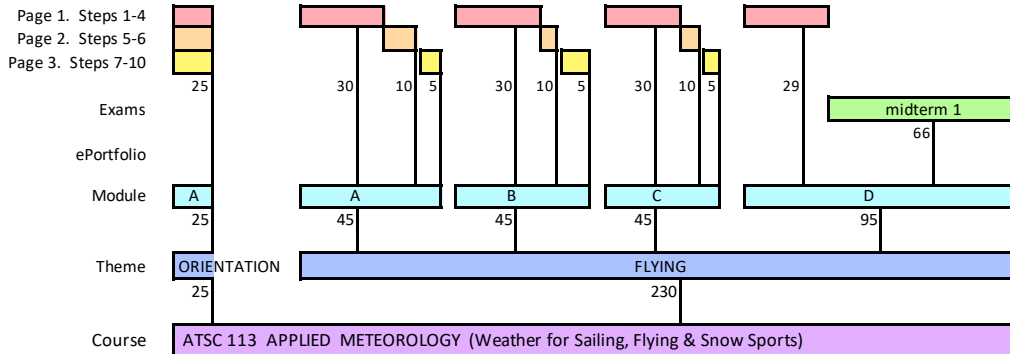 Page 1. Steps 1-4
Page 2. Steps 5-6
Page 3. Steps 7-10
25 30 10 5 30 10 5 30 10 5 29
Exams midterm 1
66
ePortfolio
Module A A B C D
25 45 45 45 95
Theme ORIENTATION FLYING
25 230
Course ATSC 113 APPLIED METEOROLOGY (Weather for Sailing, Flying & Snow Sports)